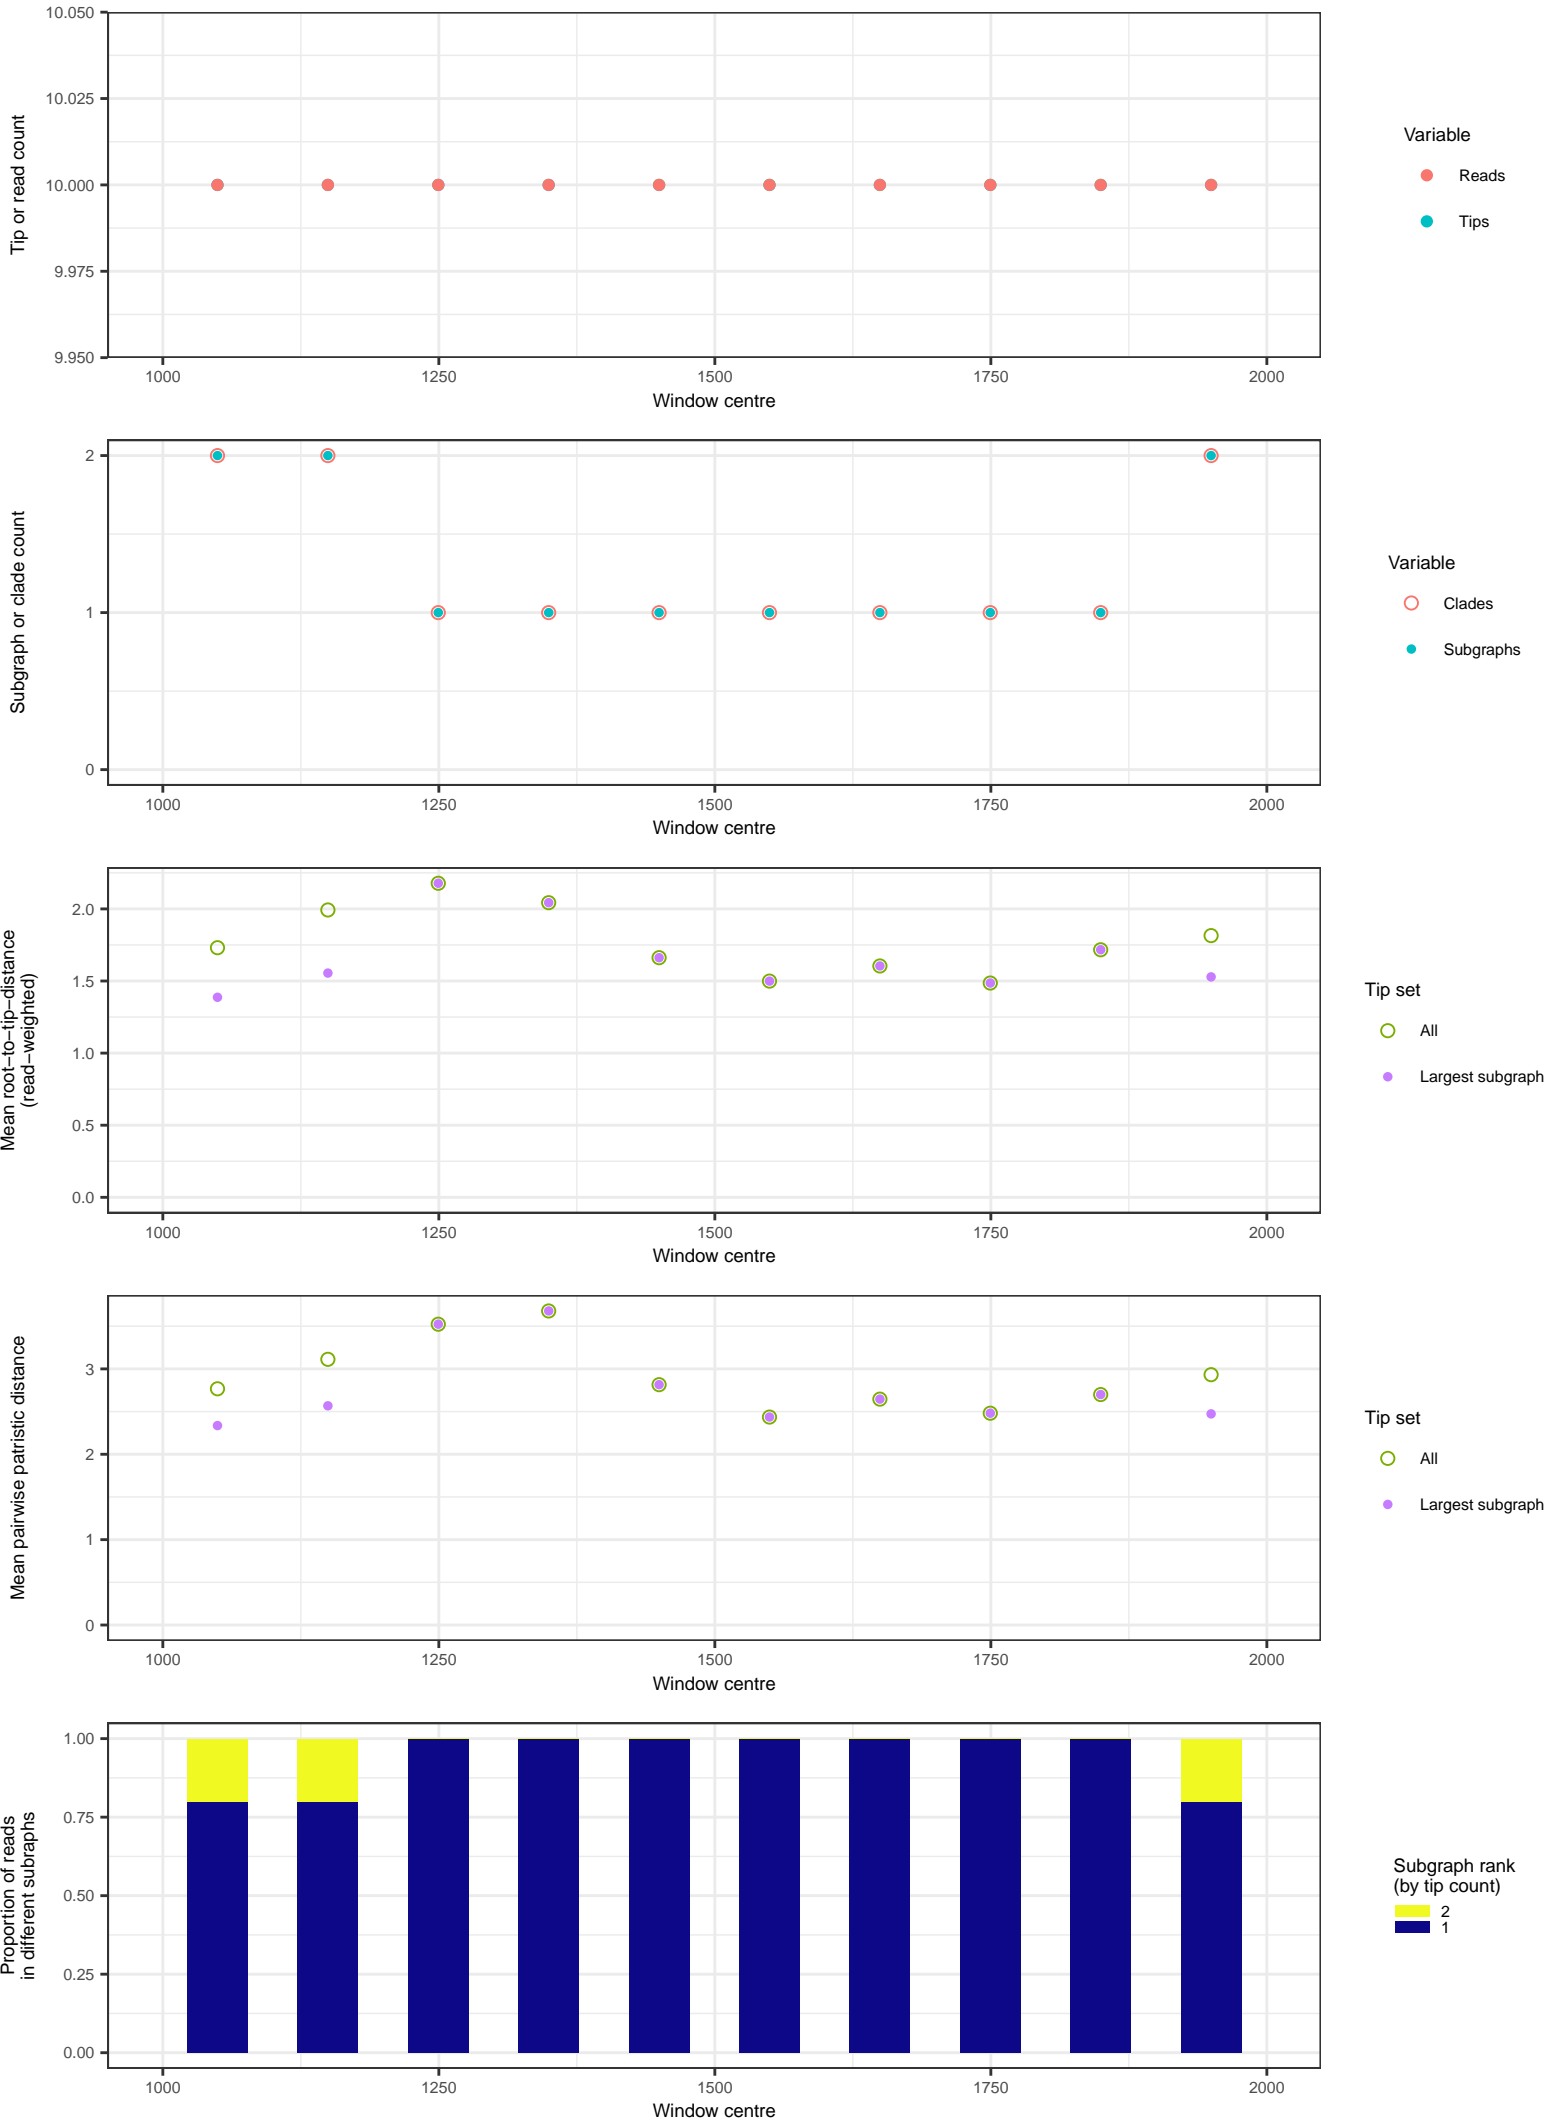 10.050
10.025
10.000
9.975
9.950
Tip or read count
1000 1250 1500 1750 2000
Window centre
Variable
Reads
Tips
2
1
0
Subgraph or clade count
1000 1250 1500 1750 2000
Window centre
Variable
Clades
Subgraphs
2.0
1.5
1.0
0.5
0.0
Mean root−to−tip−distance
(read−weighted)
1000 1250 1500 1750 2000
Window centre
Tip set
All
Largest subgraph
3
2
1
0
Mean pairwise patristic distance
1000 1250 1500 1750 2000
Window centre
Tip set
All
Largest subgraph
1.00
0.75
0.50
0.25
0.00
Proportion of reads
in different subraphs
1000 1250 1500 1750 2000
Window centre
Subgraph rank
(by tip count)
2
1